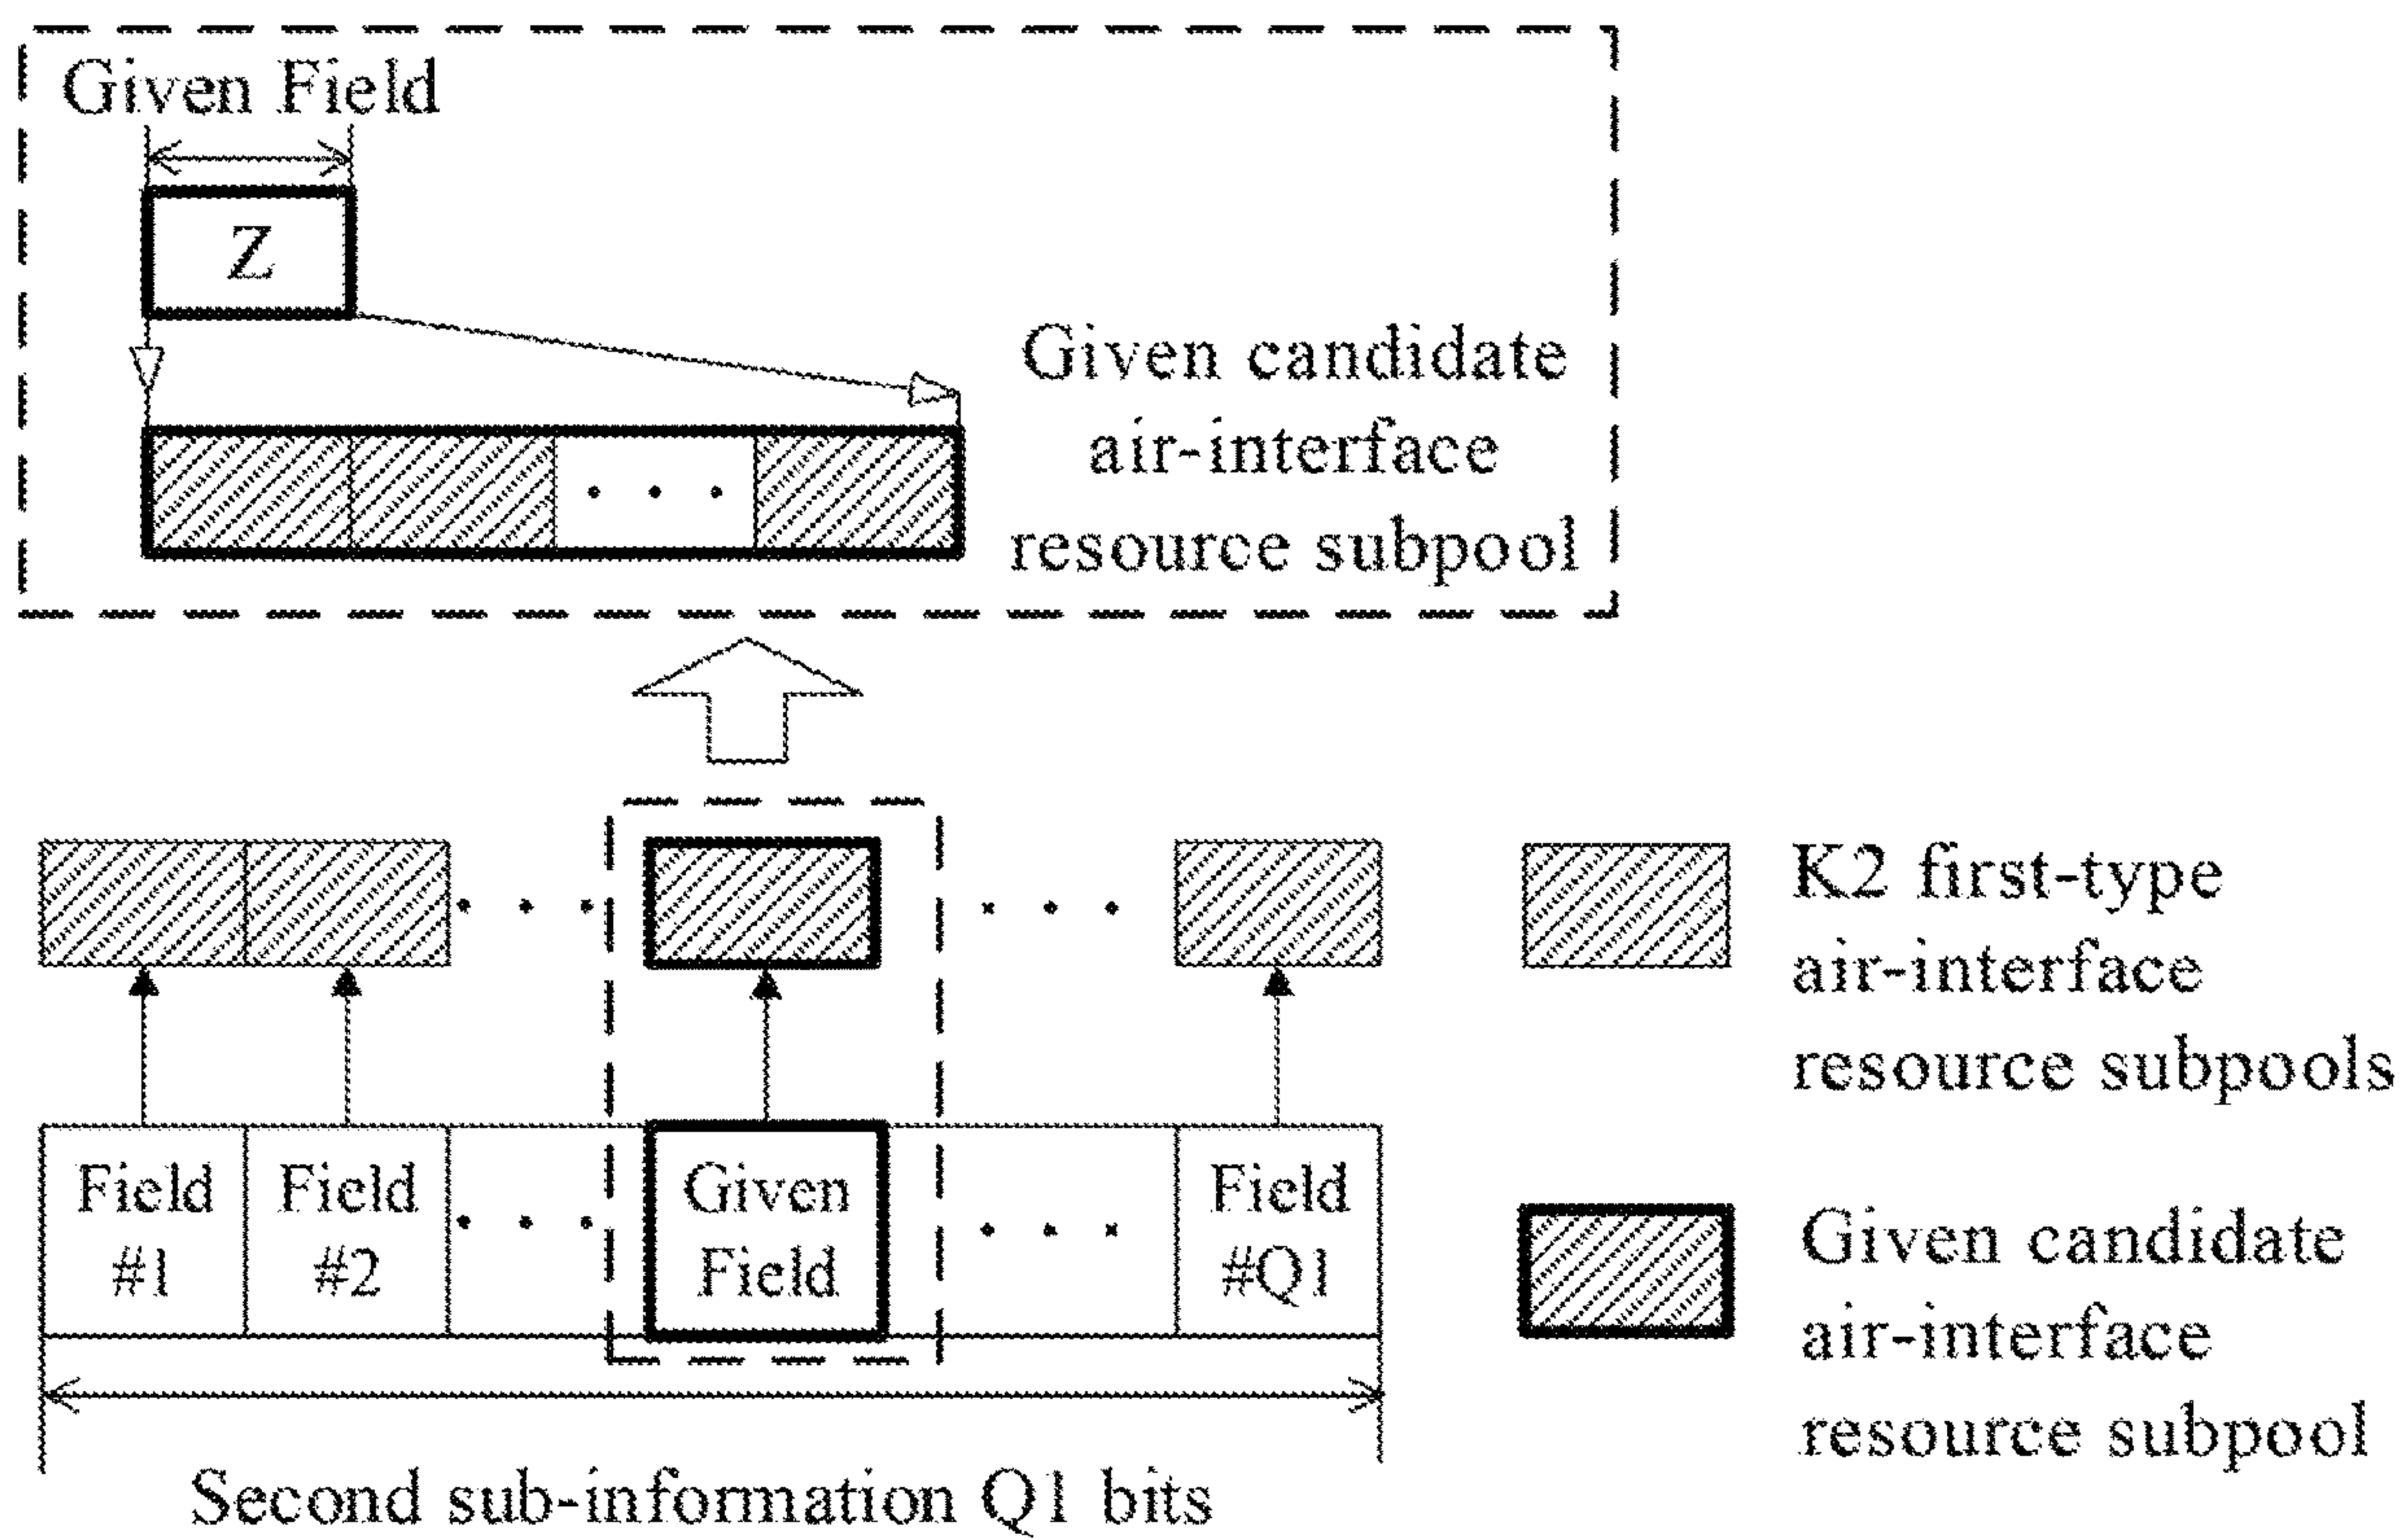 Given Field
Z
Given candidate
air-interface
resource subpool
K2 first-type
air-interface
resource subpools
Field
#1
Field
#2
Given
Field
Field
#Q1
Given candidate
air-interface
resource subpool
Second sub-information Q1 bits